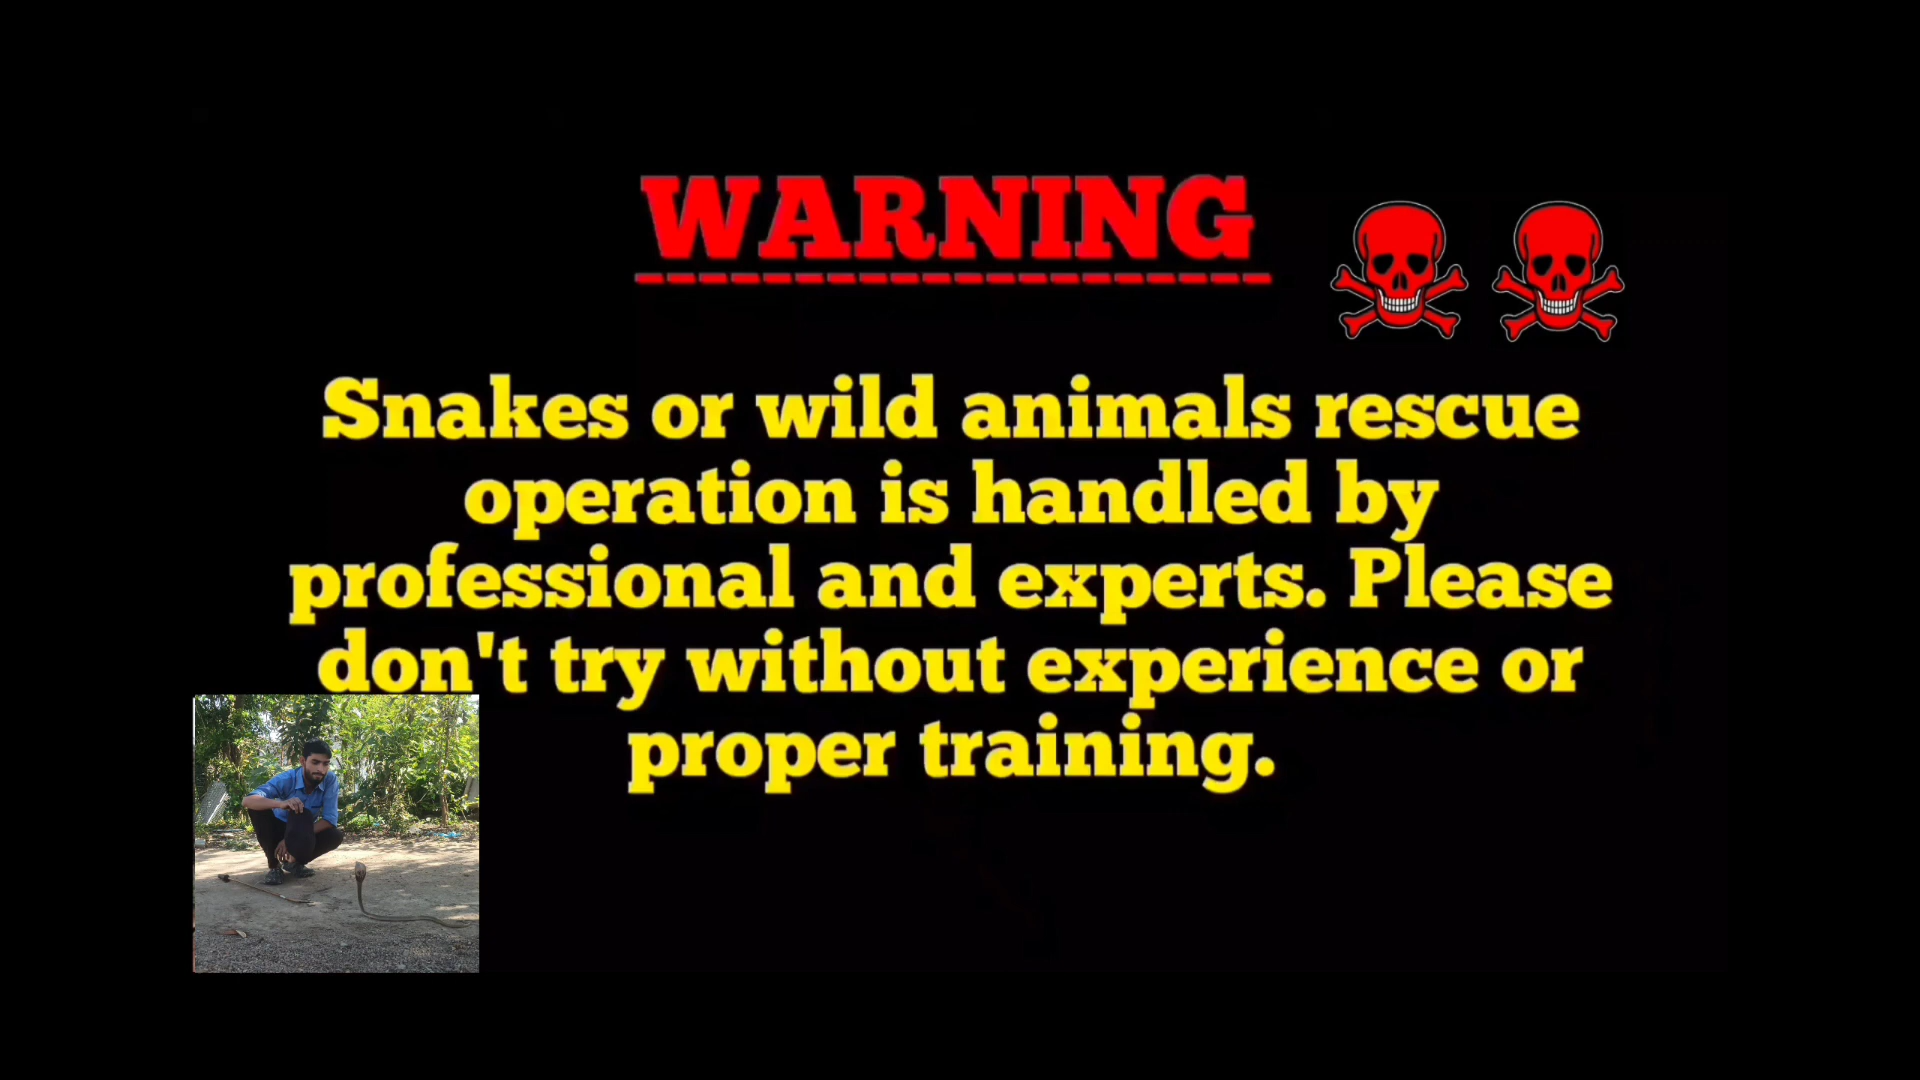 WARNING
Snakes or wild animals rescue
operation is handled by
professional and experts. Please
don't try without experience or
proper training.